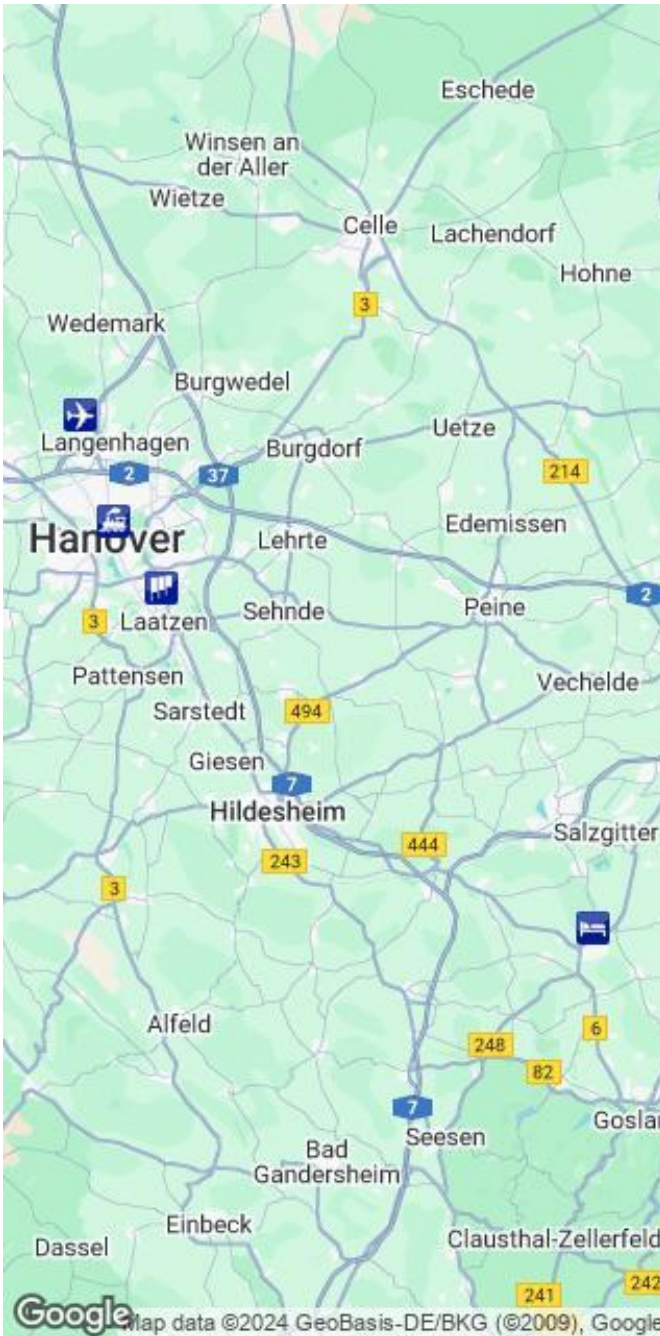 Eschede
Winsen an
der Aller
Wietze
Celle
Lachendorf
Hohne
3
Wedemark
Burgwedel
Langenhagen
Burgdorf
Uetze
2
37
214
Hanover
Lehrte
Edemissen
2
Laatzen
Sehnde
Peine
3
Pattensen
Vechelde
Sarstedt
494
Giesen
7
Hildesheim
Salzgitter
444
243
3
Alfeld
6
248
82
7
Goslar
Seesen
Bad
Gandersheim
Einbeck
Dassel
Clausthal-Zellerfeld
242
241
Google
Map data ©2024 GeoBasis-DE/BKG (©2009), Google